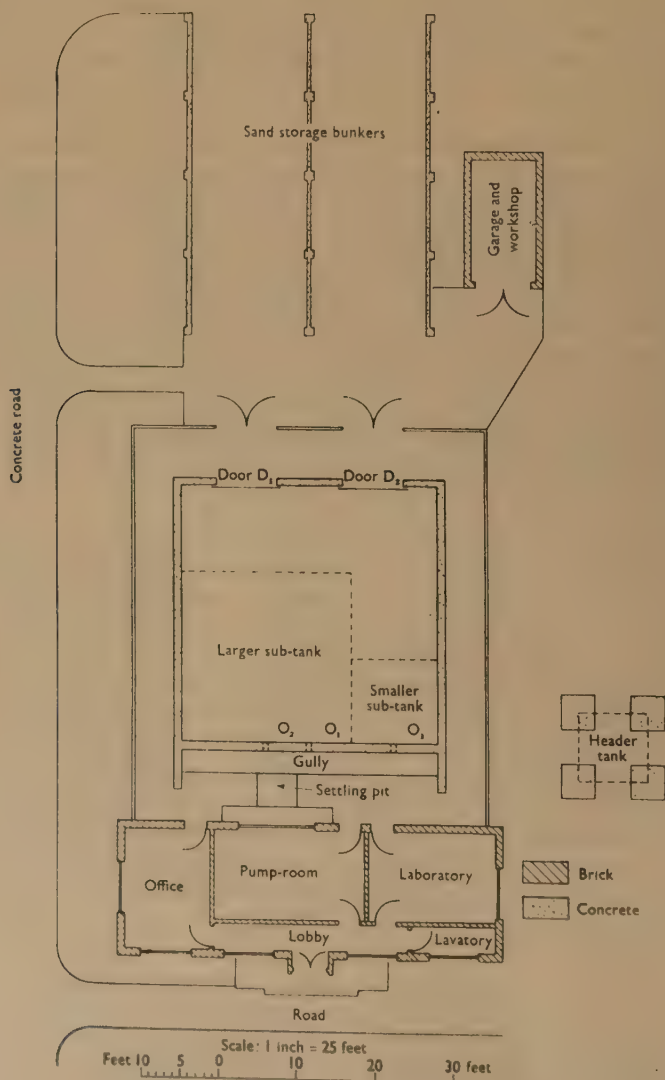 Sand storage bunkers
Garage and
workshop
Concrete road
Door D₁
Door D₂
Larger sub-tank
Smaller
sub-tank
O₂
O₁
O₃
Gully
Settling pit
Header
tank
Office
Pump-room
Laboratory
Brick
Concrete
Lobby
Lavatory
Road
Scale: 1 inch = 25 feet
Feet 10 5 0 10 20 30 feet